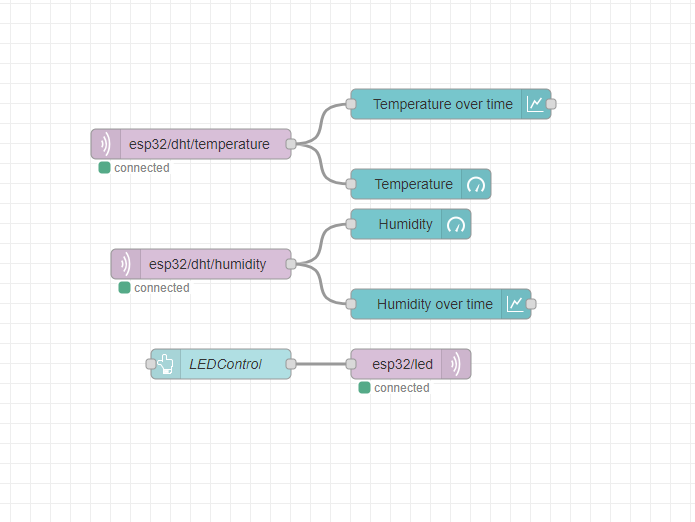 Temperature over time
esp32/dht/temperature
connected
Temperature
Humidity
esp32/dht/humidity
connected
Humidity over time
LEDControl
esp32/led
connected